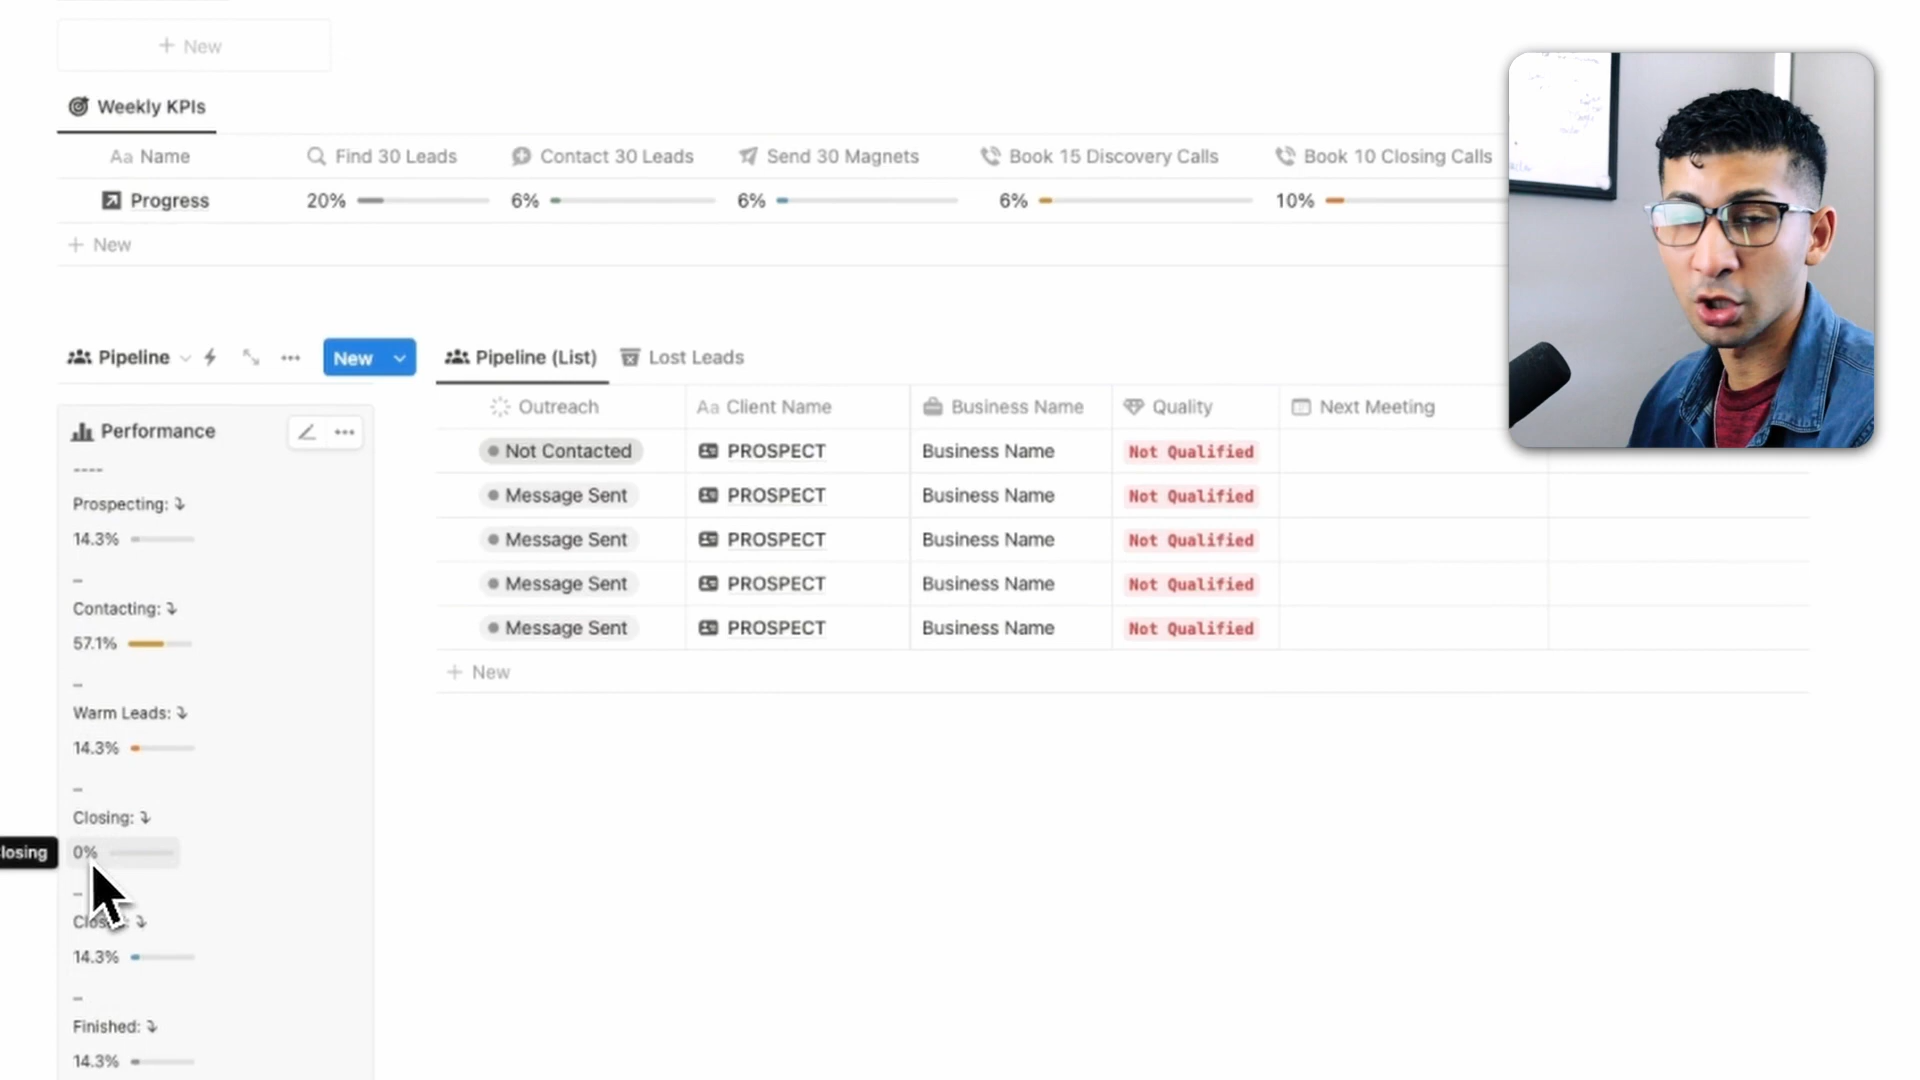 + New
Weekly KPIs
Aa Name Find 30 Leads Contact 30 Leads Send 30 Magnets Book 15 Discovery Calls Book 10 Closing Calls
Progress 20% 6% 6% 6% 10%
+ New
Pipeline New Pipeline (List) Lost Leads
Outreach Aa Client Name Business Name Quality Next Meeting
Performance
----
Not Contacted PROSPECT Business Name Not Qualified
Message Sent PROSPECT Business Name Not Qualified
Message Sent PROSPECT Business Name Not Qualified
Message Sent PROSPECT Business Name Not Qualified
Message Sent PROSPECT Business Name Not Qualified
+ New
Prospecting: ⤵
14.3%
–
Contacting: ⤵
57.1%
–
Warm Leads: ⤵
14.3%
–
Closing: ⤵
losing 0%
–
14.3%
–
Finished: ⤵
14.3%